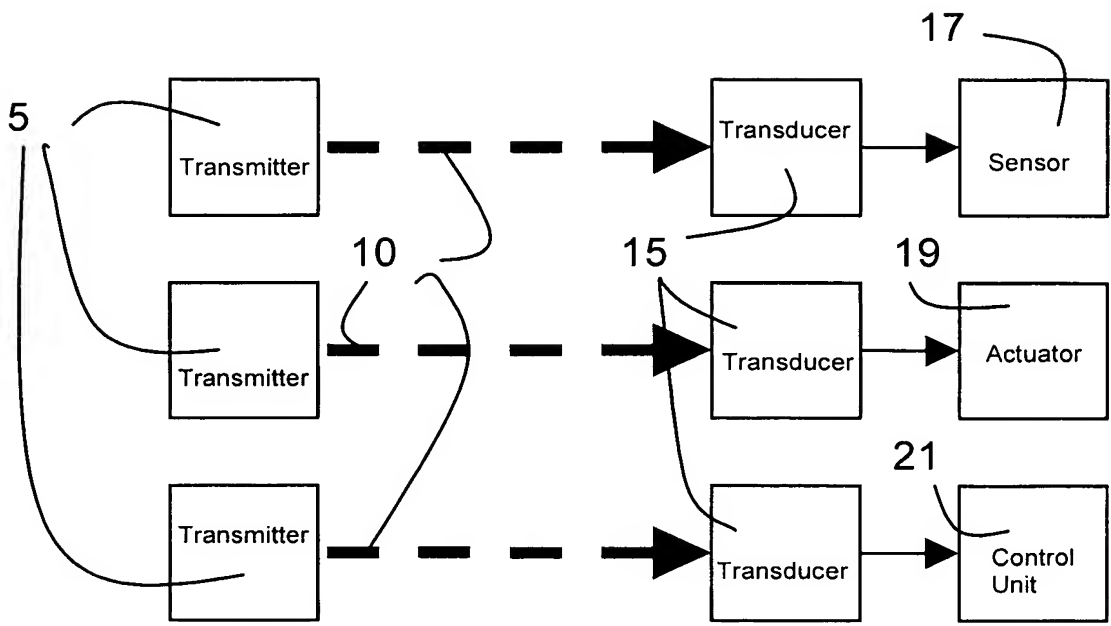 17
5
Transmitter
Transducer
Sensor
10
15
19
Transmitter
Transducer
Actuator
21
Transmitter
Transducer
Control
Unit